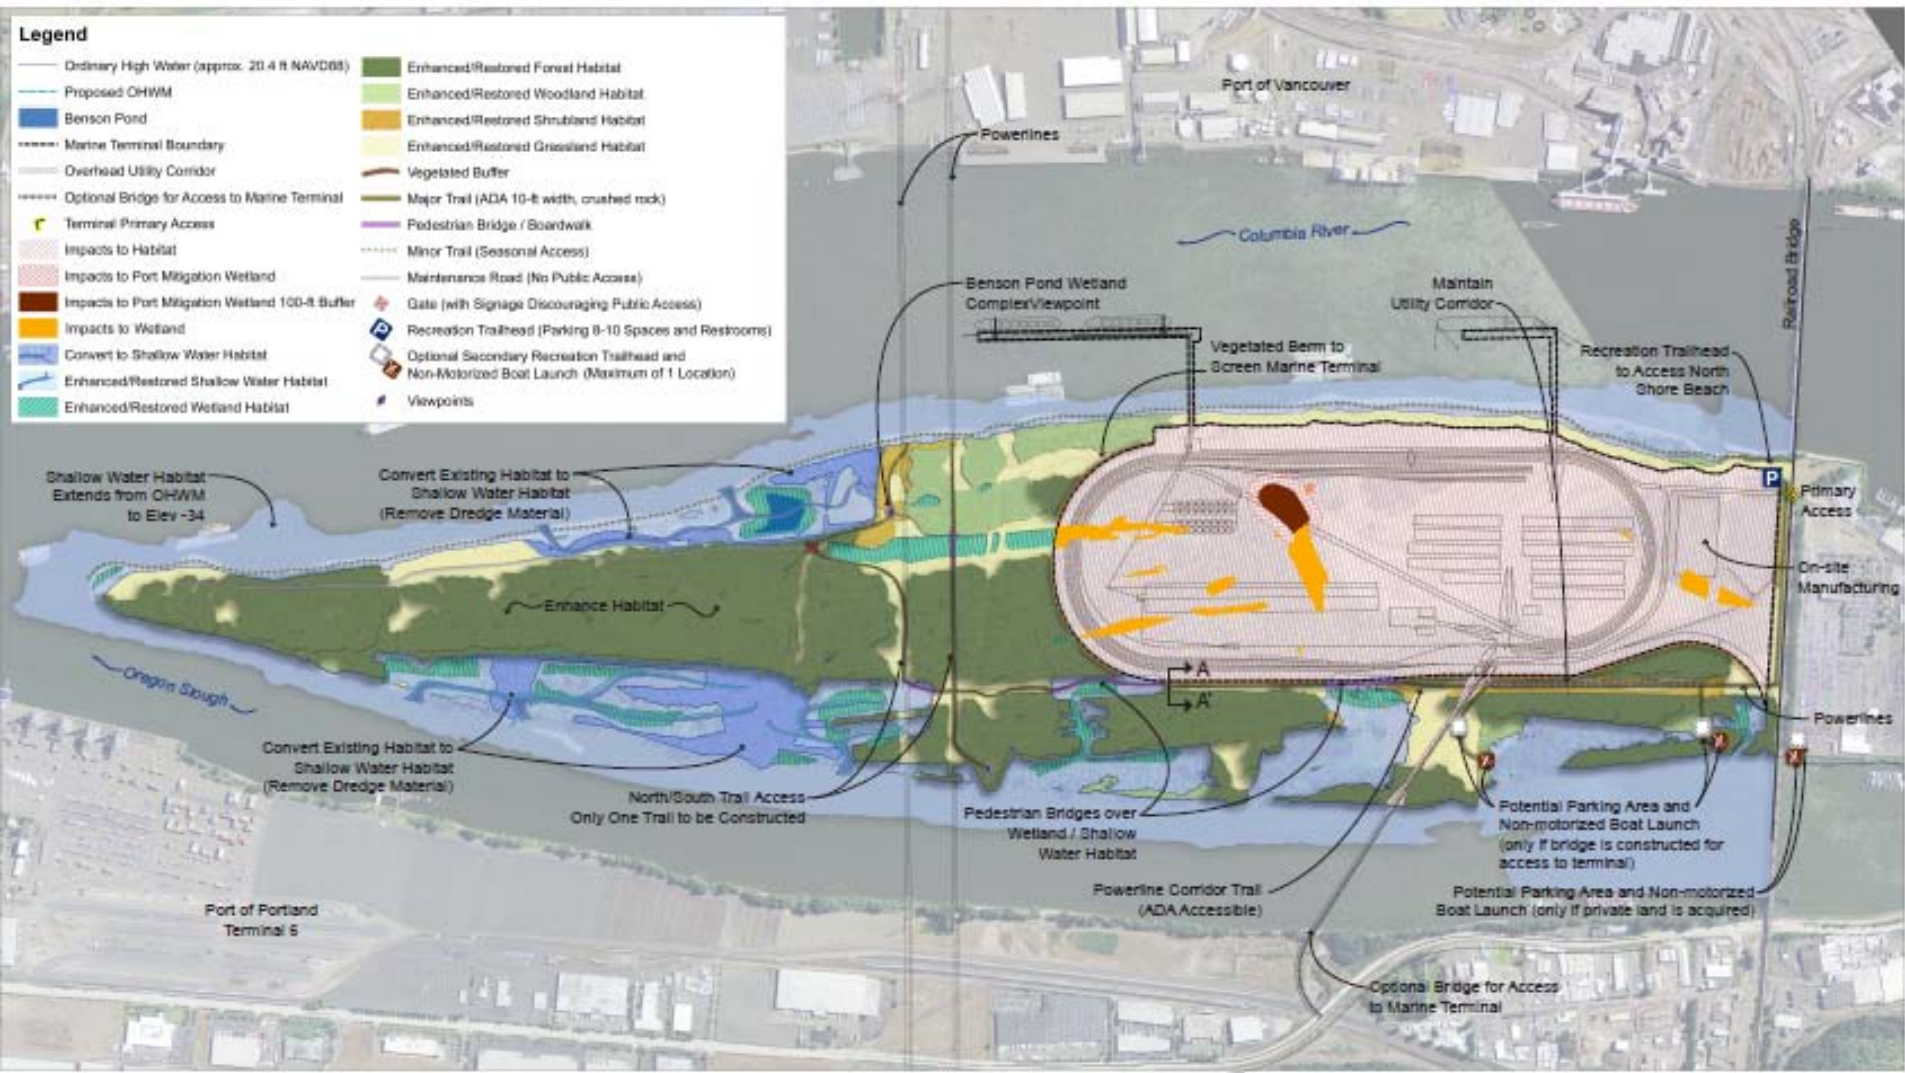 Legend
Ordinary High Water (approx. 20.4 ft NAVD88)
Proposed OHWM
Benson Pond
Marine Terminal Boundary
Overhead Utility Corridor
Optional Bridge for Access to Marine Terminal
Terminal Primary Access
Impacts to Habitat
Impacts to Port Mitigation Wetland
Impacts to Port Mitigation Wetland 100-ft Buffer
Impacts to Wetland
Convert to Shallow Water Habitat
Enhanced/Restored Shallow Water Habitat
Enhanced/Restored Wetland Habitat
Enhanced/Restored Forest Habitat
Enhanced/Restored Woodland Habitat
Enhanced/Restored Shrubland Habitat
Enhanced/Restored Grassland Habitat
Vegetated Buffer
Major Trail (ADA 10-ft width, crushed rock)
Pedestrian Bridge / Boardwalk
Minor Trail (Seasonal Access)
Maintenance Road (No Public Access)
Gate (with Signage Discouraging Public Access)
P
Recreation Trailhead (Parking 8-10 Spaces and Restrooms)
Optional Secondary Recreation Trailhead and
Non-Motorized Boat Launch (Maximum of 1 Location)
Viewpoints
Port of Vancouver
Powerlines
Columbia River
Railroad Bridge
Benson Pond Wetland
ComplexViewpoint
Maintain
Utility Corridor
Vegetated Berm to
Screen Marine Terminal
Recreation Trailhead
to Access North
Shore Beach
Shallow Water Habitat
Extends from OHWM
to Elev -34
Convert Existing Habitat to
Shallow Water Habitat
(Remove Dredge Material)
P
Primary
Access
On-site
Manufacturing
Enhance Habitat
Oregon Slough
A
A'
Powerlines
Convert Existing Habitat to
Shallow Water Habitat
(Remove Dredge Material)
North/South Trail Access
Only One Trail to be Constructed
Pedestrian Bridges over
Wetland / Shallow
Water Habitat
Potential Parking Area and
Non-motorized Boat Launch
(only if bridge is constructed for
access to terminal)
Powerline Corridor Trail
(ADA Accessible)
Potential Parking Area and Non-motorized
Boat Launch (only if private land is acquired)
Port of Portland
Terminal 6
Optional Bridge for Access
to Marine Terminal